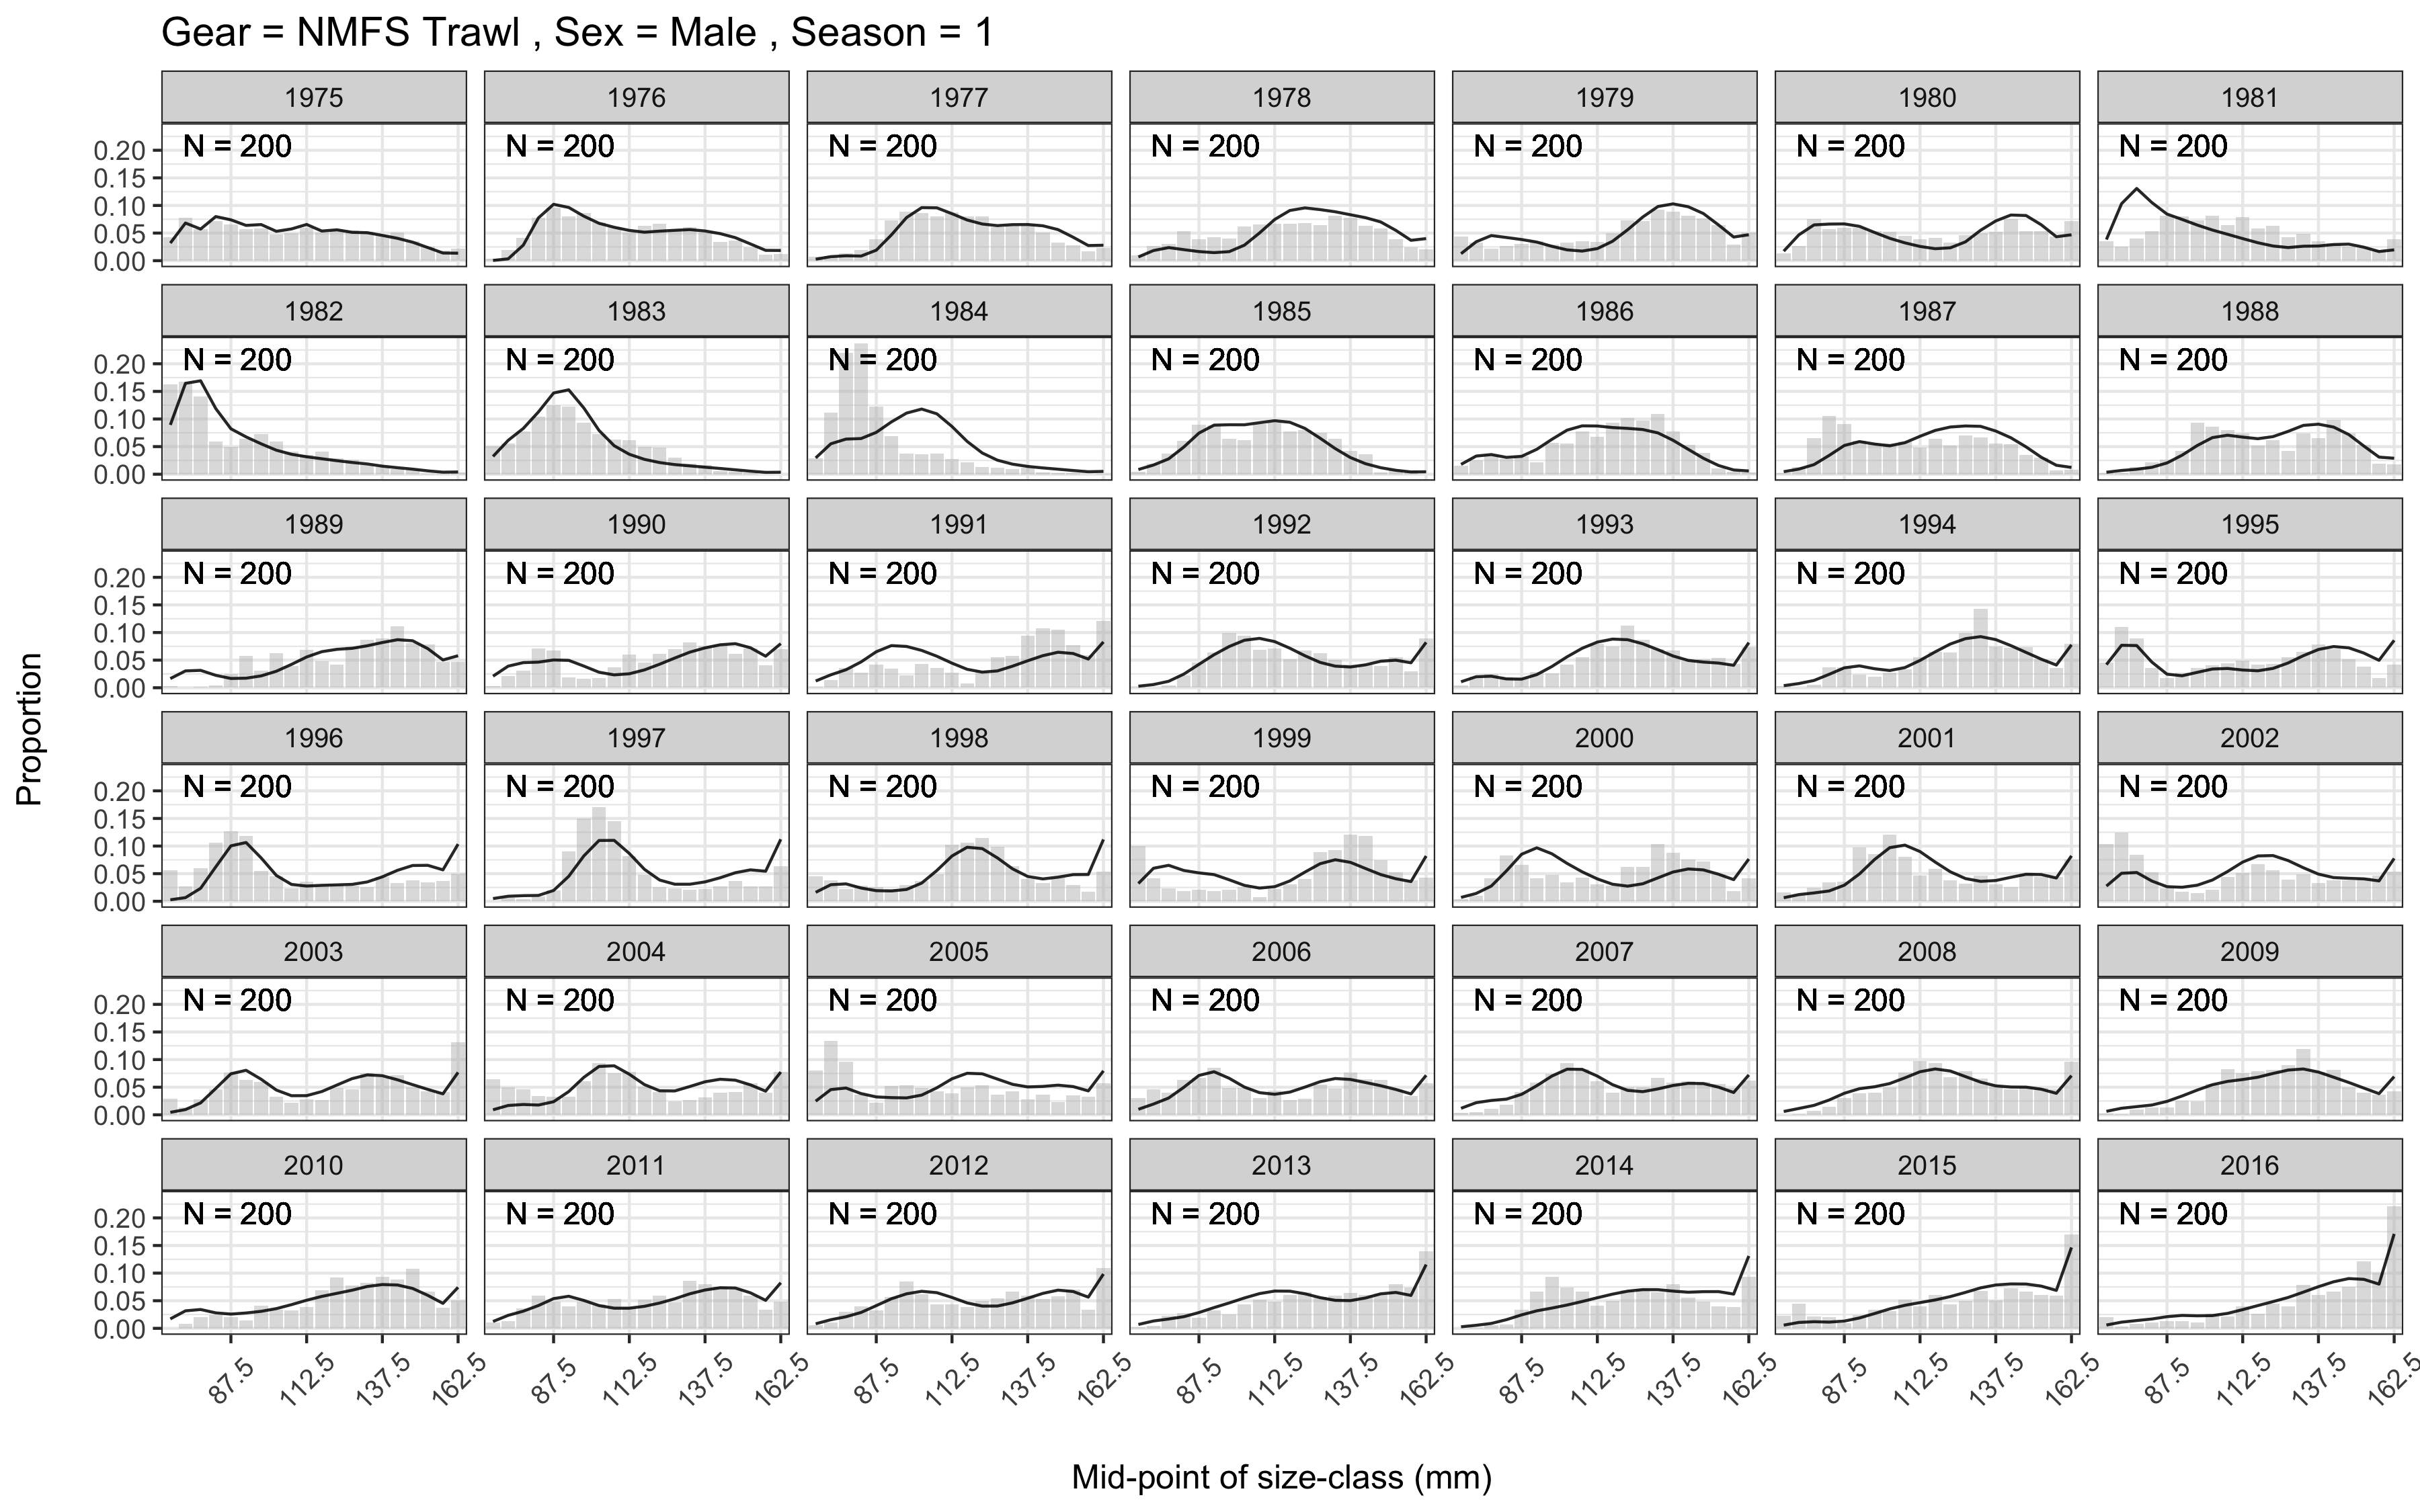 Gear = NMFS Trawl , Sex = Male , Season = 1
1975 1976 1977 1978 1979 1980 1981
N = 200 N = 200 N = 200 N = 200 N = 200 N = 200 N = 200
0.20
0.15
0.10
0.05
0.00
1982 1983 1984 1985 1986 1987 1988
N = 200 N = 200 N = 200 N = 200 N = 200 N = 200 N = 200
0.20
0.15
0.10
0.05
0.00
1989 1990 1991 1992 1993 1994 1995
N = 200 N = 200 N = 200 N = 200 N = 200 N = 200 N = 200
0.20
0.15
0.10
0.05
0.00
Proportion
1996 1997 1998 1999 2000 2001 2002
N = 200 N = 200 N = 200 N = 200 N = 200 N = 200 N = 200
0.20
0.15
0.10
0.05
0.00
2003 2004 2005 2006 2007 2008 2009
N = 200 N = 200 N = 200 N = 200 N = 200 N = 200 N = 200
0.20
0.15
0.10
0.05
0.00
2010 2011 2012 2013 2014 2015 2016
N = 200 N = 200 N = 200 N = 200 N = 200 N = 200 N = 200
0.20
0.15
0.10
0.05
0.00
87.5 112.5 137.5 162.5 87.5 112.5 137.5 162.5 87.5 112.5 137.5 162.5 87.5 112.5 137.5 162.5 87.5 112.5 137.5 162.5 87.5 112.5 137.5 162.5 87.5 112.5 137.5 162.5
Mid-point of size-class (mm)